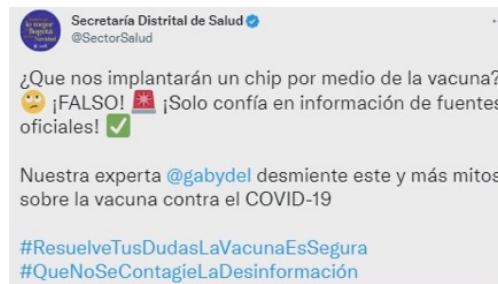 Secretaría Distrital de Salud
@SectorSalud
¿Que nos implantarán un chip por medio de la vacuna?
🙄 ¡FALSO! 🚨 ¡Solo confía en información de fuentes
oficiales! ✅
Nuestra experta @gabydel desmiente este y más mitos
sobre la vacuna contra el COVID-19
#ResuelveTusDudasLaVacunaEsSegura
#QueNoSeContagieLaDesinformación